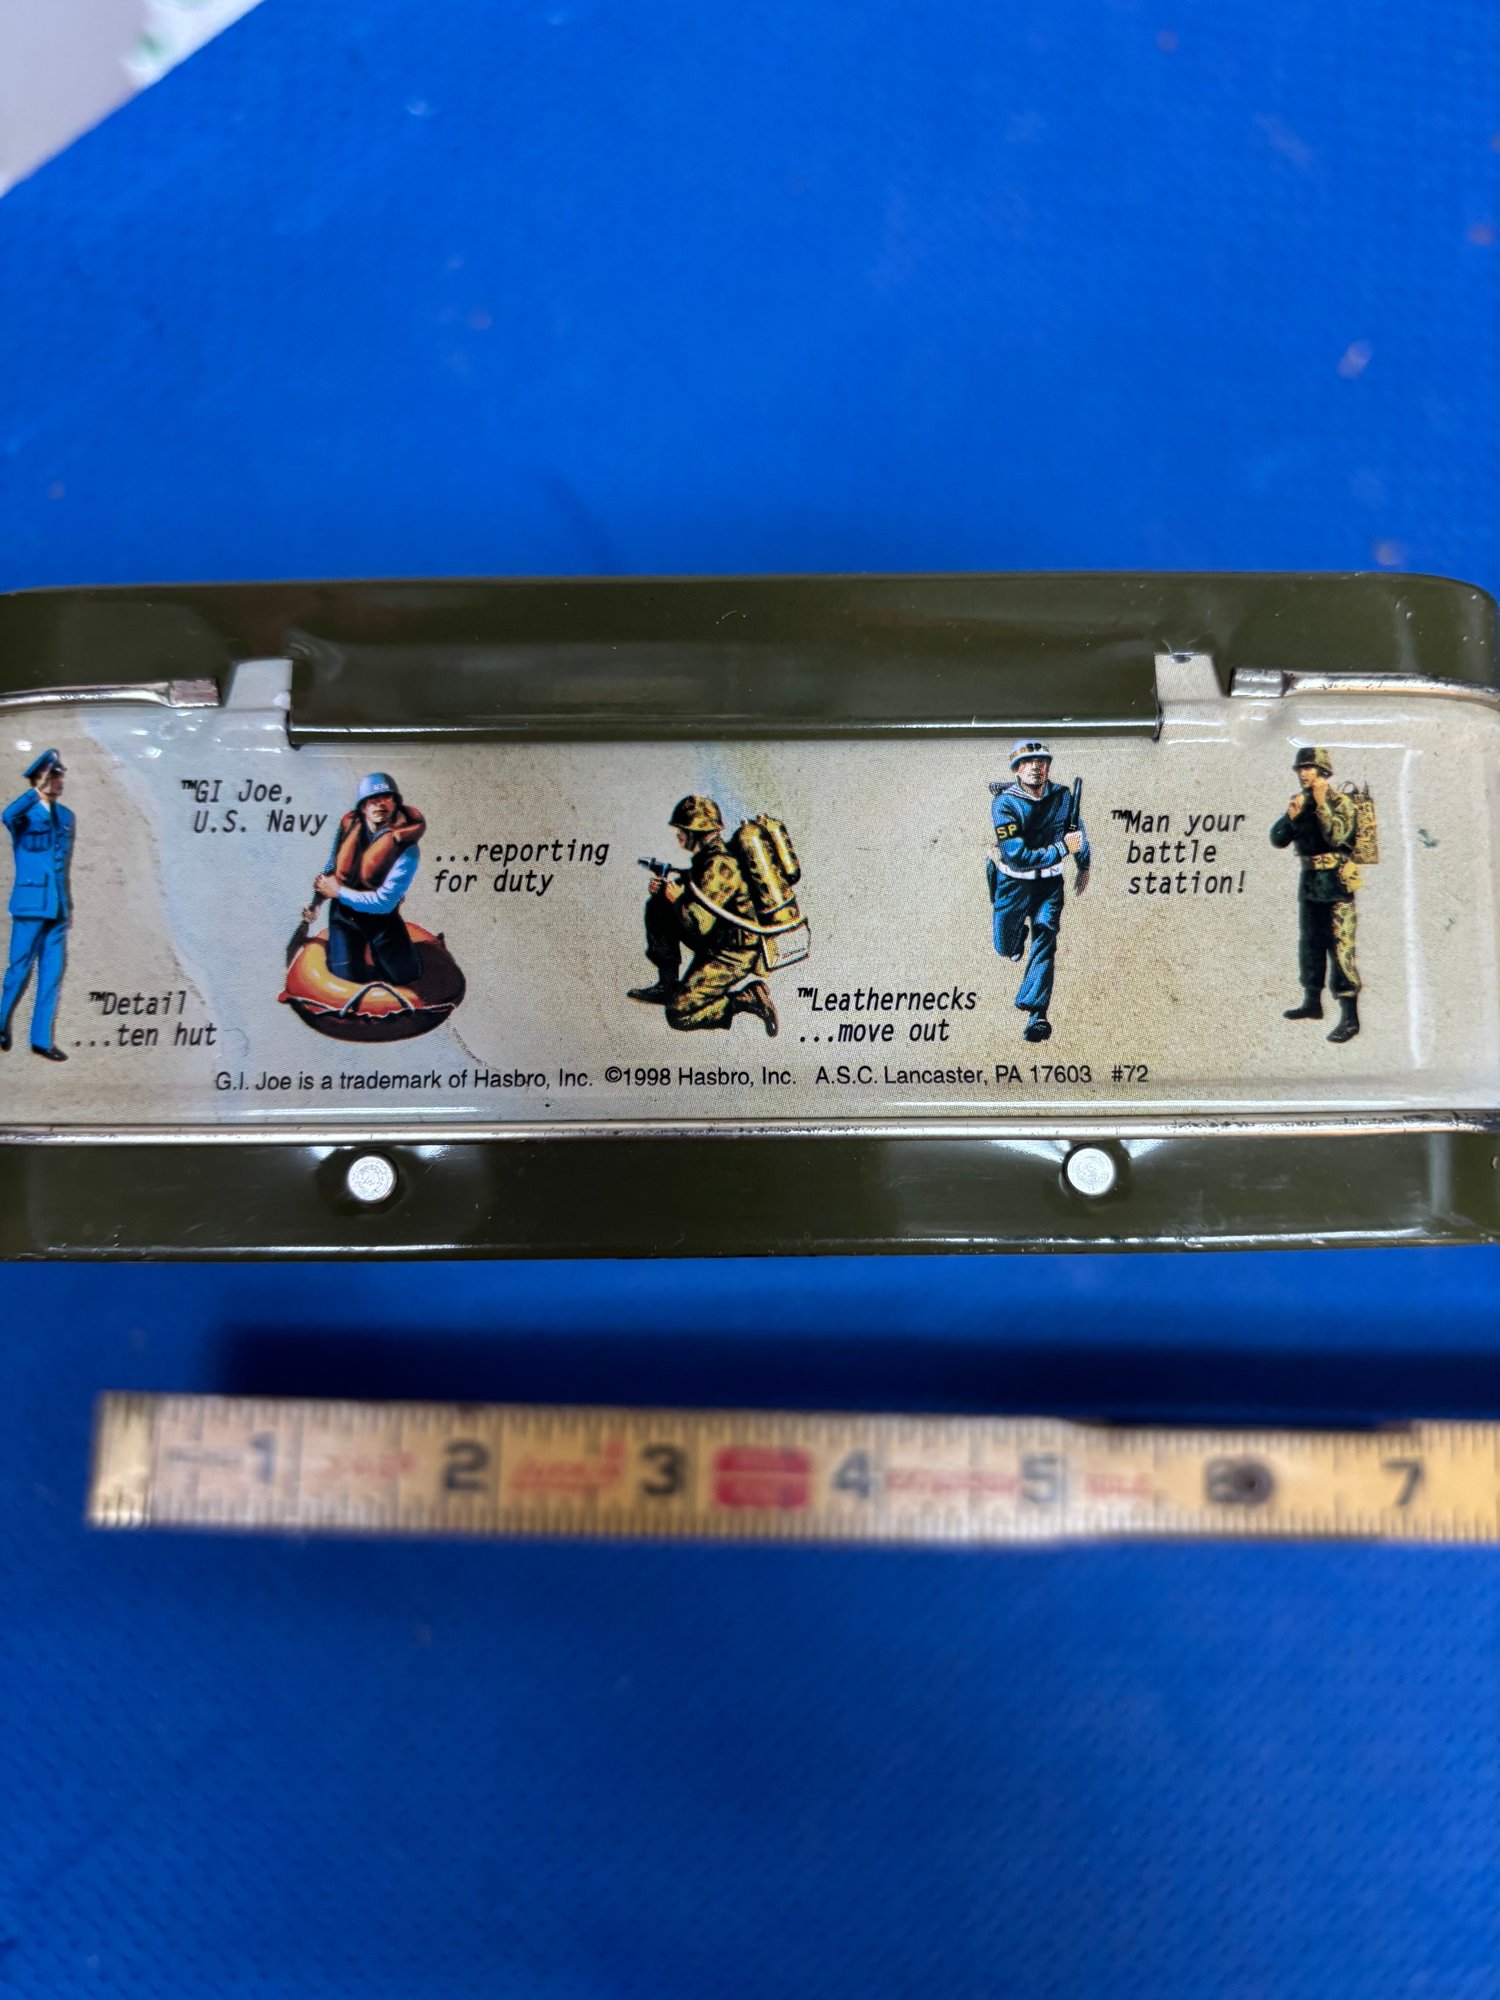 ™GI Joe,
U.S. Navy
...reporting
for duty
SP
SP
™Man your
battle
station!
™Detail
...ten hut
™Leathernecks
...move out
G.I. Joe is a trademark of Hasbro, Inc. ©1998 Hasbro, Inc. A.S.C. Lancaster, PA 17603 #72
1 2 3 4 5 6 7